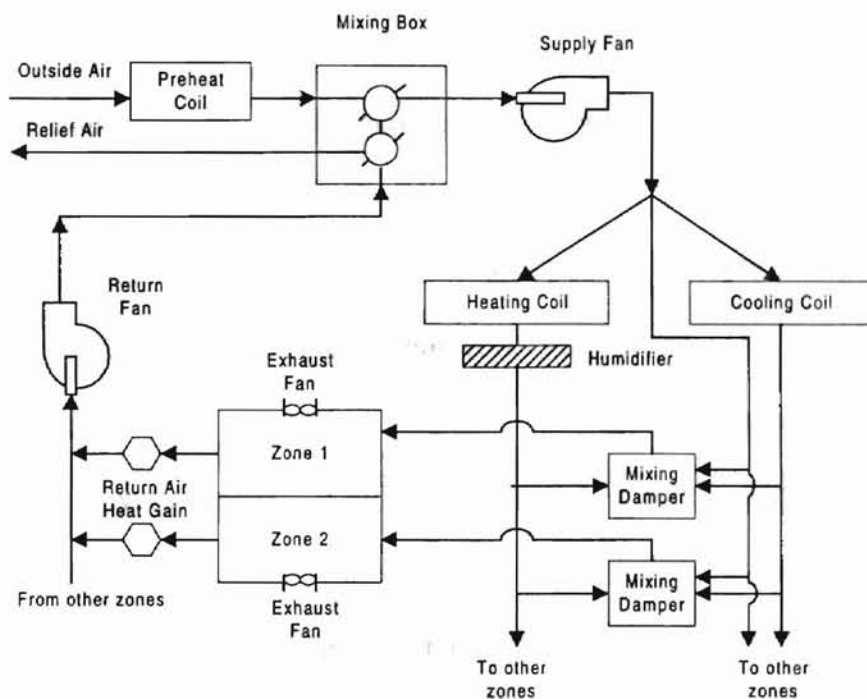 Mixing Box
Supply Fan
Outside Air
Preheat
Coil
Relief Air
Return
Fan
Heating Coil
Cooling Coil
Humidifier
Exhaust
Fan
Zone 1
Mixing
Damper
Return Air
Heat Gain
Zone 2
Mixing
Damper
From other zones
Exhaust
Fan
To other
zones
To other
zones